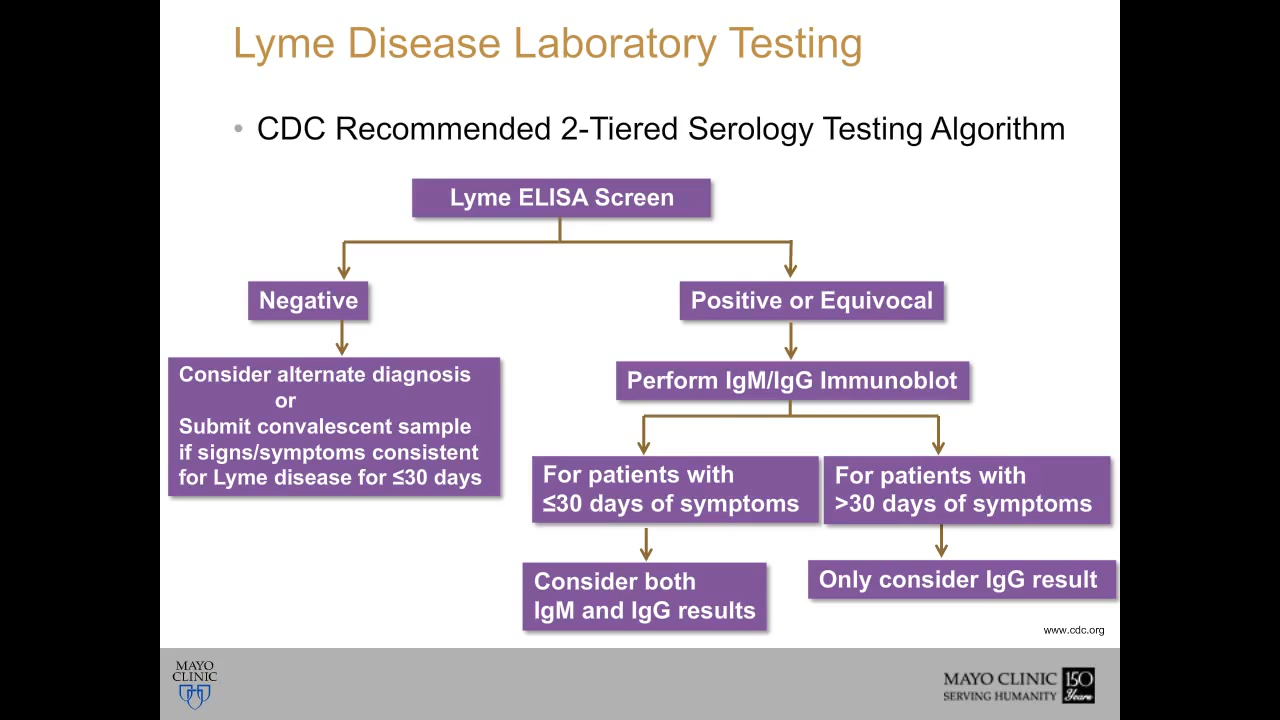 Lyme Disease Laboratory Testing
• CDC Recommended 2-Tiered Serology Testing Algorithm
Lyme ELISA Screen
Negative
Positive or Equivocal
Consider alternate diagnosis
or
Submit convalescent sample
if signs/symptoms consistent
for Lyme disease for ≤30 days
Perform IgM/IgG Immunoblot
For patients with
≤30 days of symptoms
For patients with
>30 days of symptoms
Consider both
IgM and IgG results
Only consider IgG result
www.cdc.org
MAYO
CLINIC
MAYO CLINIC
SERVING HUMANITY
150
Years